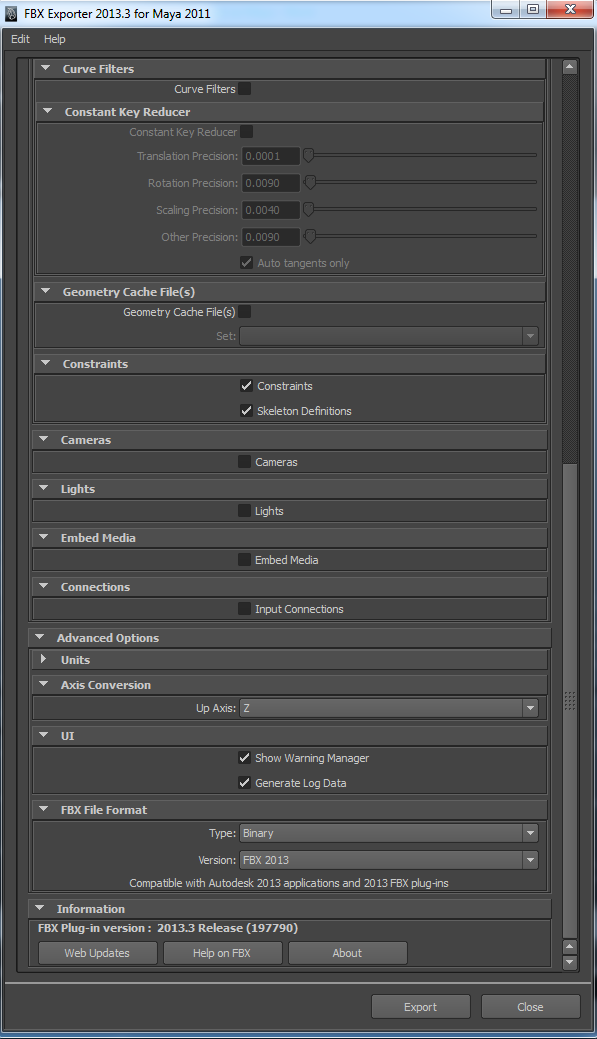 FBX Exporter 2013.3 for Maya 2011
Edit Help
Curve Filters
Curve Filters
Constant Key Reducer
Constant Key Reducer
Translation Precision: 0.0001
Rotation Precision: 0.0090
Scaling Precision: 0.0040
Other Precision: 0.0090
Auto tangents only
Geometry Cache File(s)
Geometry Cache File(s)
Set:
Constraints
Constraints
Skeleton Definitions
Cameras
Cameras
Lights
Lights
Embed Media
Embed Media
Connections
Input Connections
Advanced Options
Units
Axis Conversion
Up Axis: Z
UI
Show Warning Manager
Generate Log Data
FBX File Format
Type: Binary
Version: FBX 2013
Compatible with Autodesk 2013 applications and 2013 FBX plug-ins
Information
FBX Plug-in version : 2013.3 Release (197790)
Web Updates Help on FBX About
Export Close